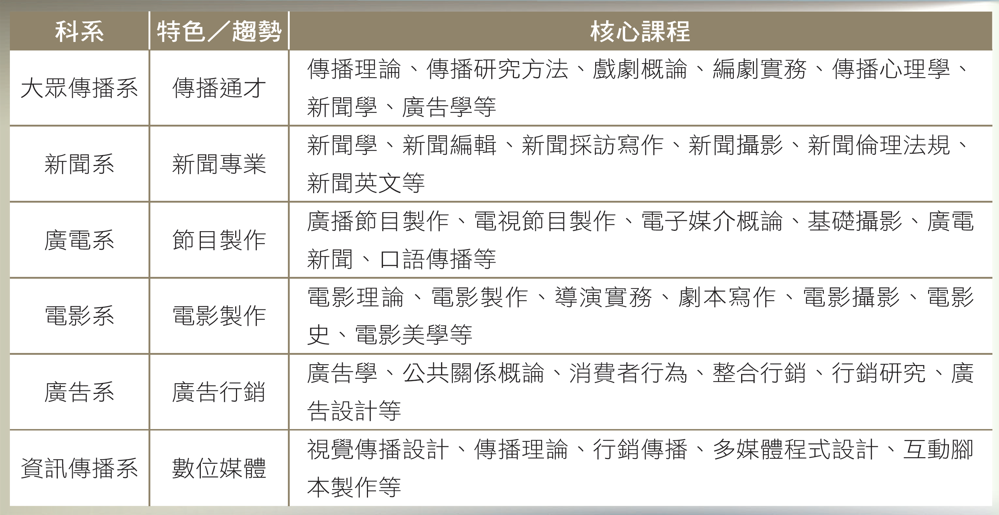 科系 特色／趨勢 核心課程
大眾傳播系 傳播通才 傳播理論、傳播研究方法、戲劇概論、編劇實務、傳播心理學、
新聞學、廣告學等
新聞系 新聞專業 新聞學、新聞編輯、新聞採訪寫作、新聞攝影、新聞倫理法規、
新聞英文等
廣電系 節目製作 廣播節目製作、電視節目製作、電子媒介概論、基礎攝影、廣電
新聞、口語傳播等
電影系 電影製作 電影理論、電影製作、導演實務、劇本寫作、電影攝影、電影
史、電影美學等
廣告系 廣告行銷 廣告學、公共關係概論、消費者行為、整合行銷、行銷研究、廣
告設計等
資訊傳播系 數位媒體 視覺傳播設計、傳播理論、行銷傳播、多媒體程式設計、互動腳
本製作等